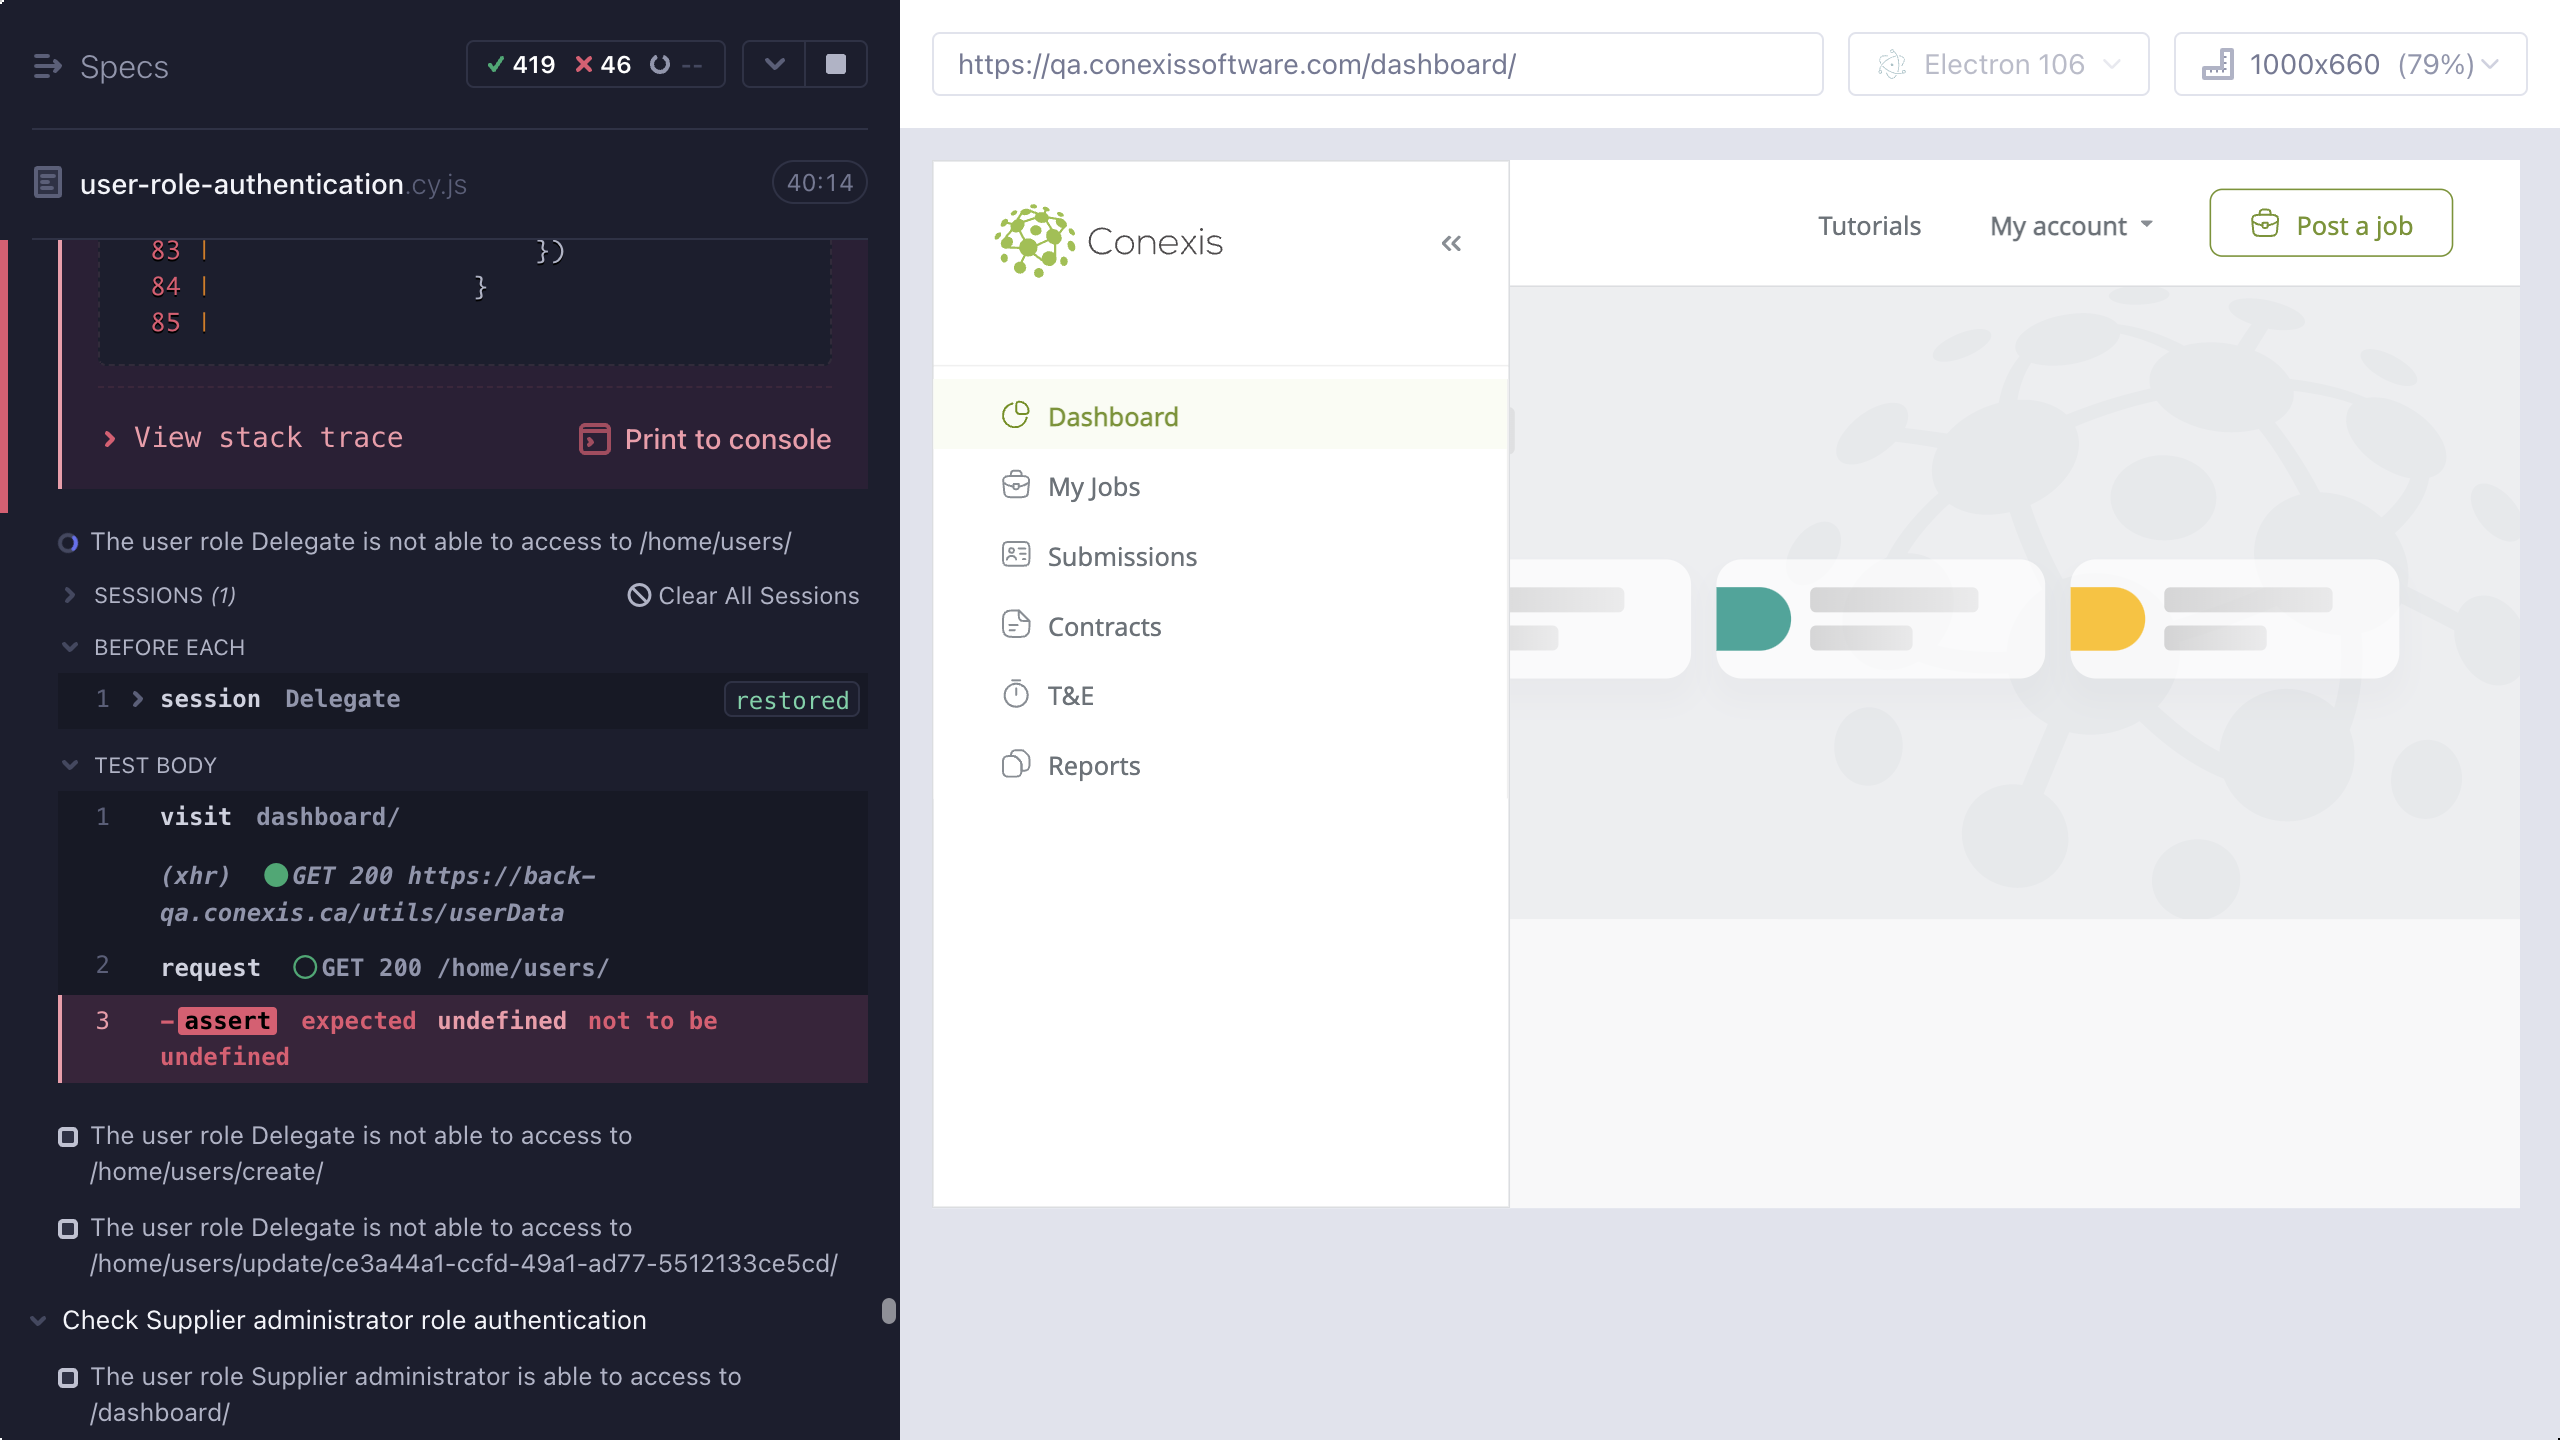 Specs
419 46 --
user-role-authentication.cy.js
40:14
83 | })
84 | }
85 |
View stack trace
Print to console
The user role Delegate is not able to access to /home/users/
SESSIONS (1)
Clear All Sessions
BEFORE EACH
1 session Delegate restored
TEST BODY
1 visit dashboard/
(xhr) GET 200 https://back-
qa.conexis.ca/utils/userData
2 request GET 200 /home/users/
3 -assert expected undefined not to be
undefined
The user role Delegate is not able to access to
/home/users/create/
The user role Delegate is not able to access to
/home/users/update/ce3a44a1-ccfd-49a1-ad77-5512133ce5cd/
Check Supplier administrator role authentication
The user role Supplier administrator is able to access to
/dashboard/
https://qa.conexissoftware.com/dashboard/
Electron 106
1000x660 (79%)
Conexis
Tutorials
My account
Post a job
Dashboard
My Jobs
Submissions
Contracts
T&E
Reports